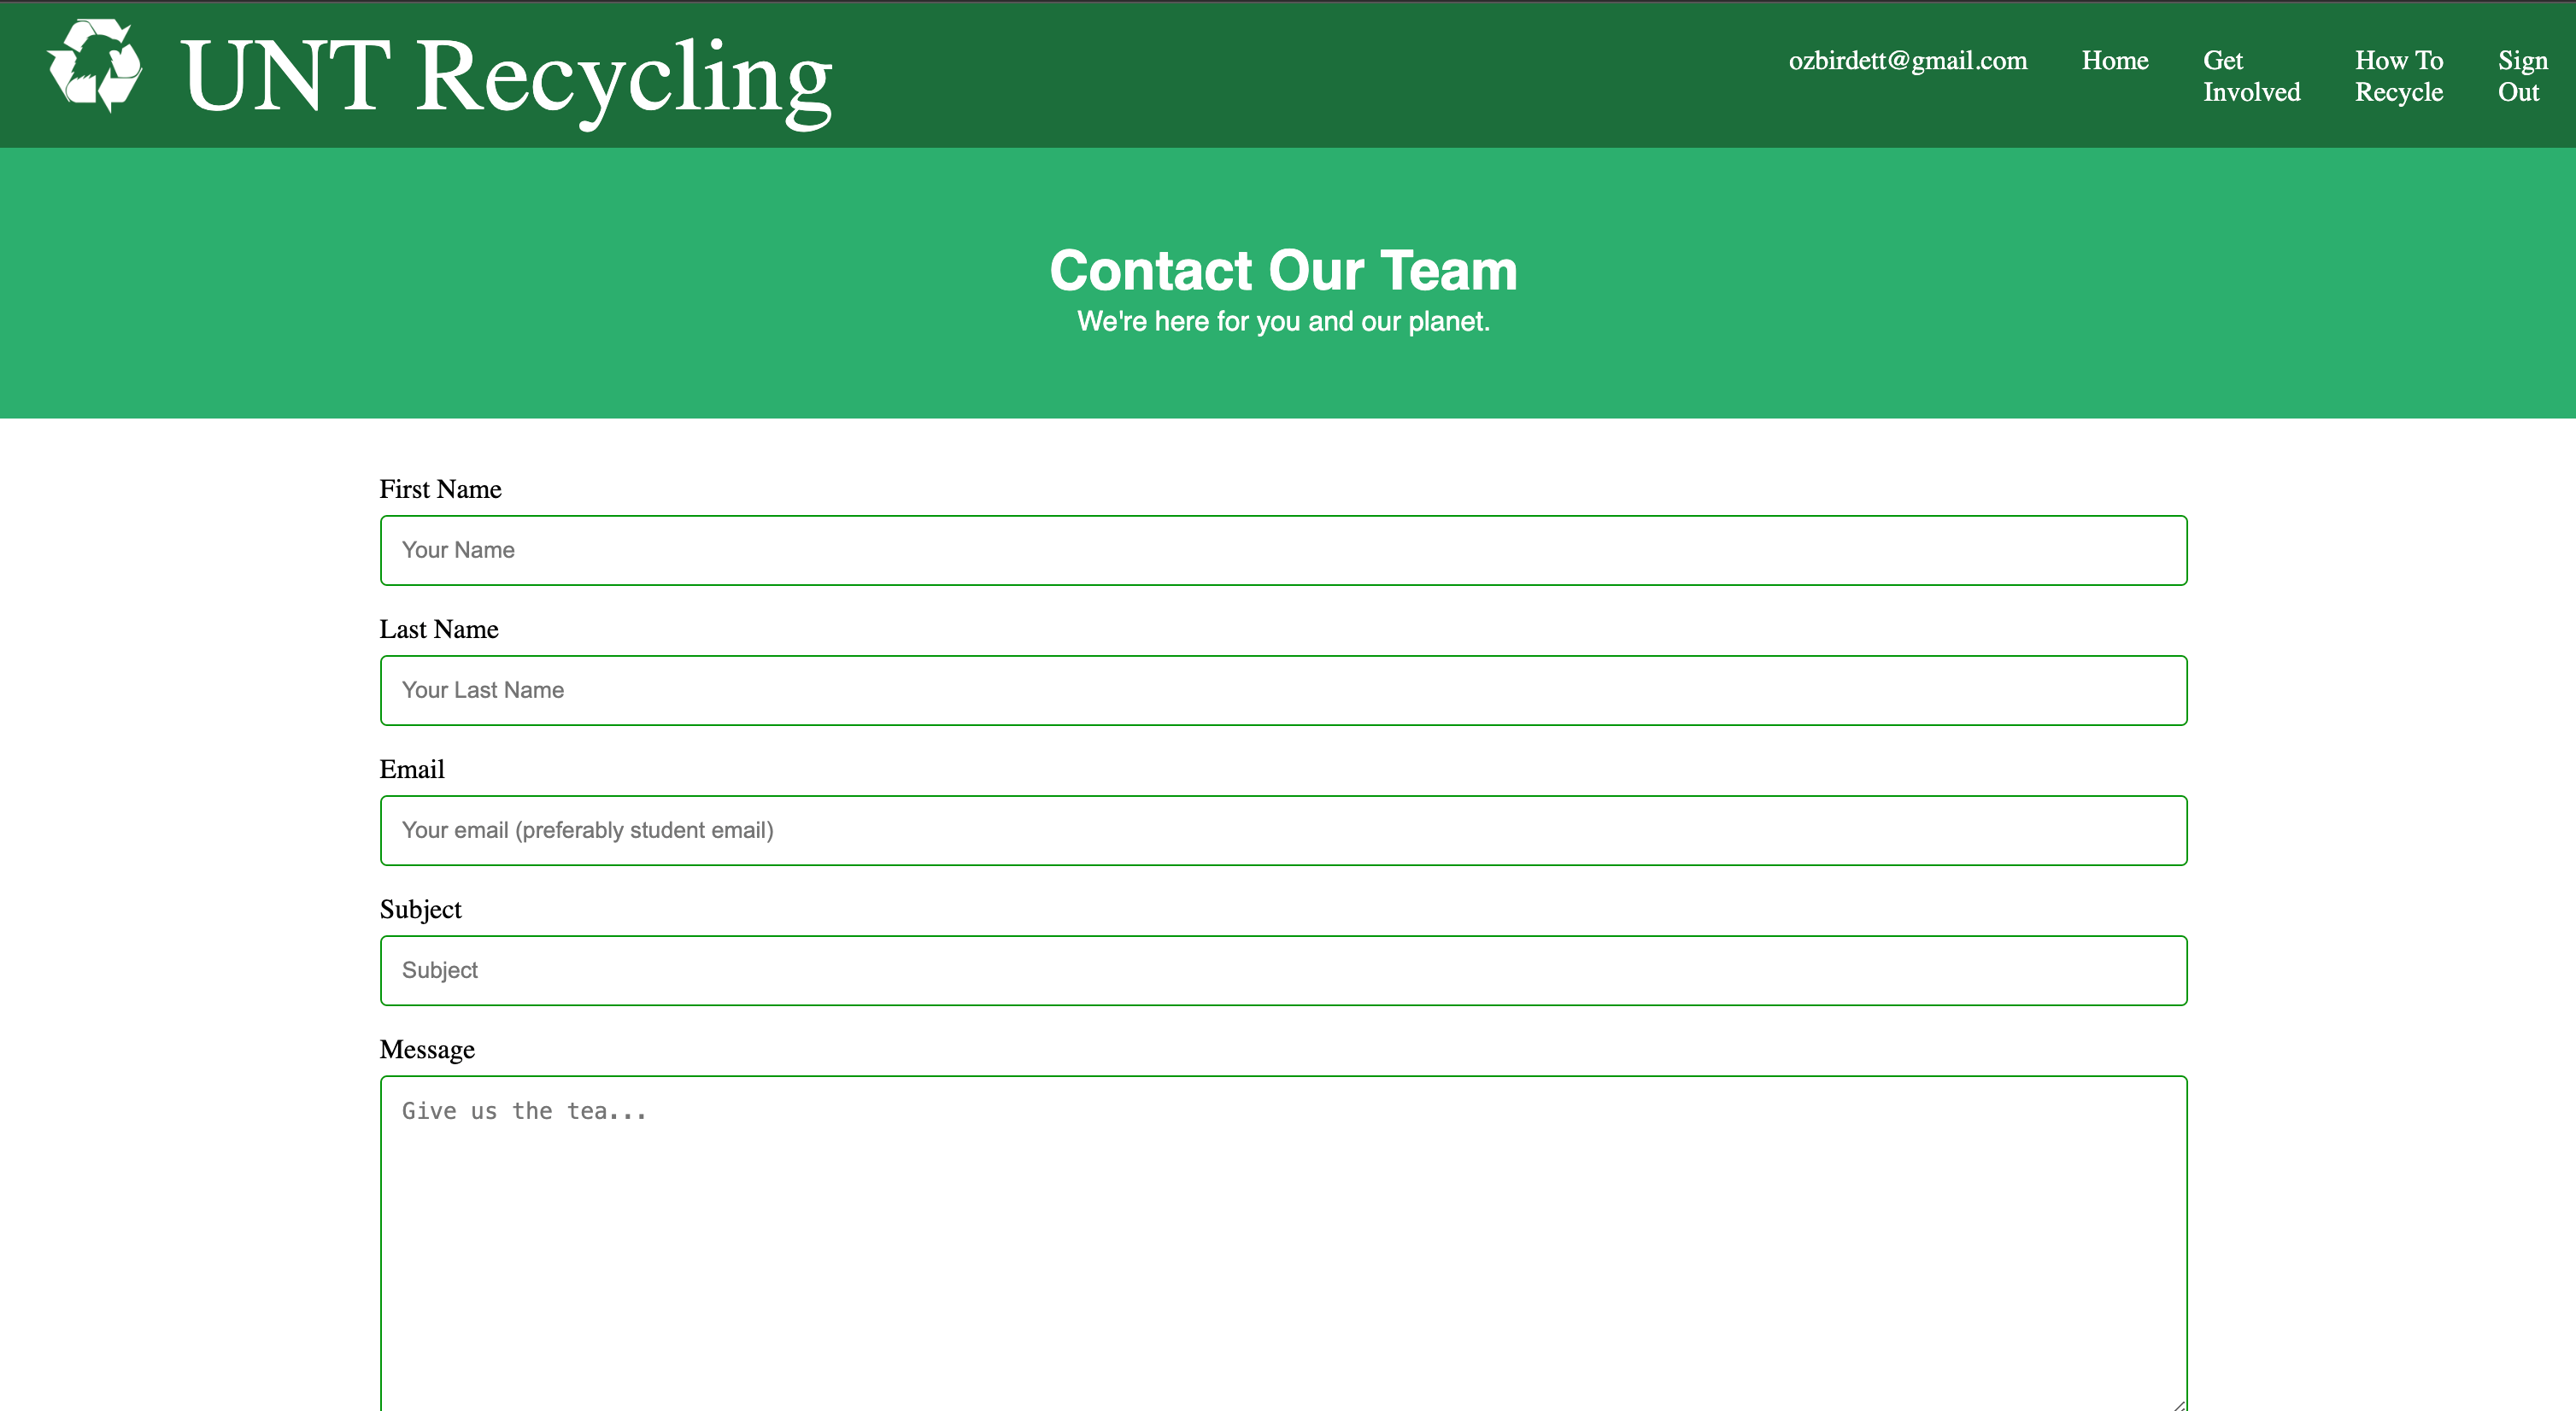 UNT Recycling
ozbirdett@gmail.com
Home
Get
Involved
How To
Recycle
Sign
Out
Contact Our Team
We're here for you and our planet.
First Name
Your Name
Last Name
Your Last Name
Email
Your email (preferably student email)
Subject
Subject
Message
Give us the tea...